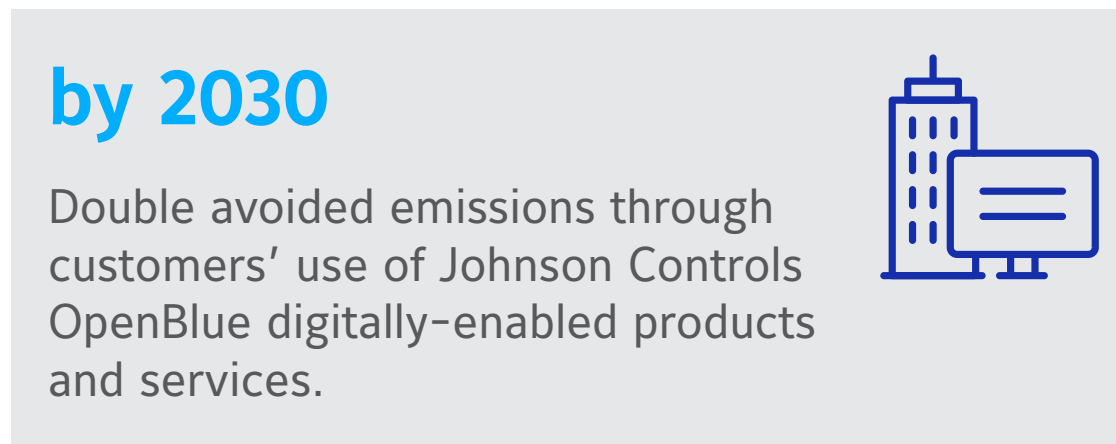 by 2030
Double avoided emissions through
customers’ use of Johnson Controls
OpenBlue digitally-enabled products
and services.